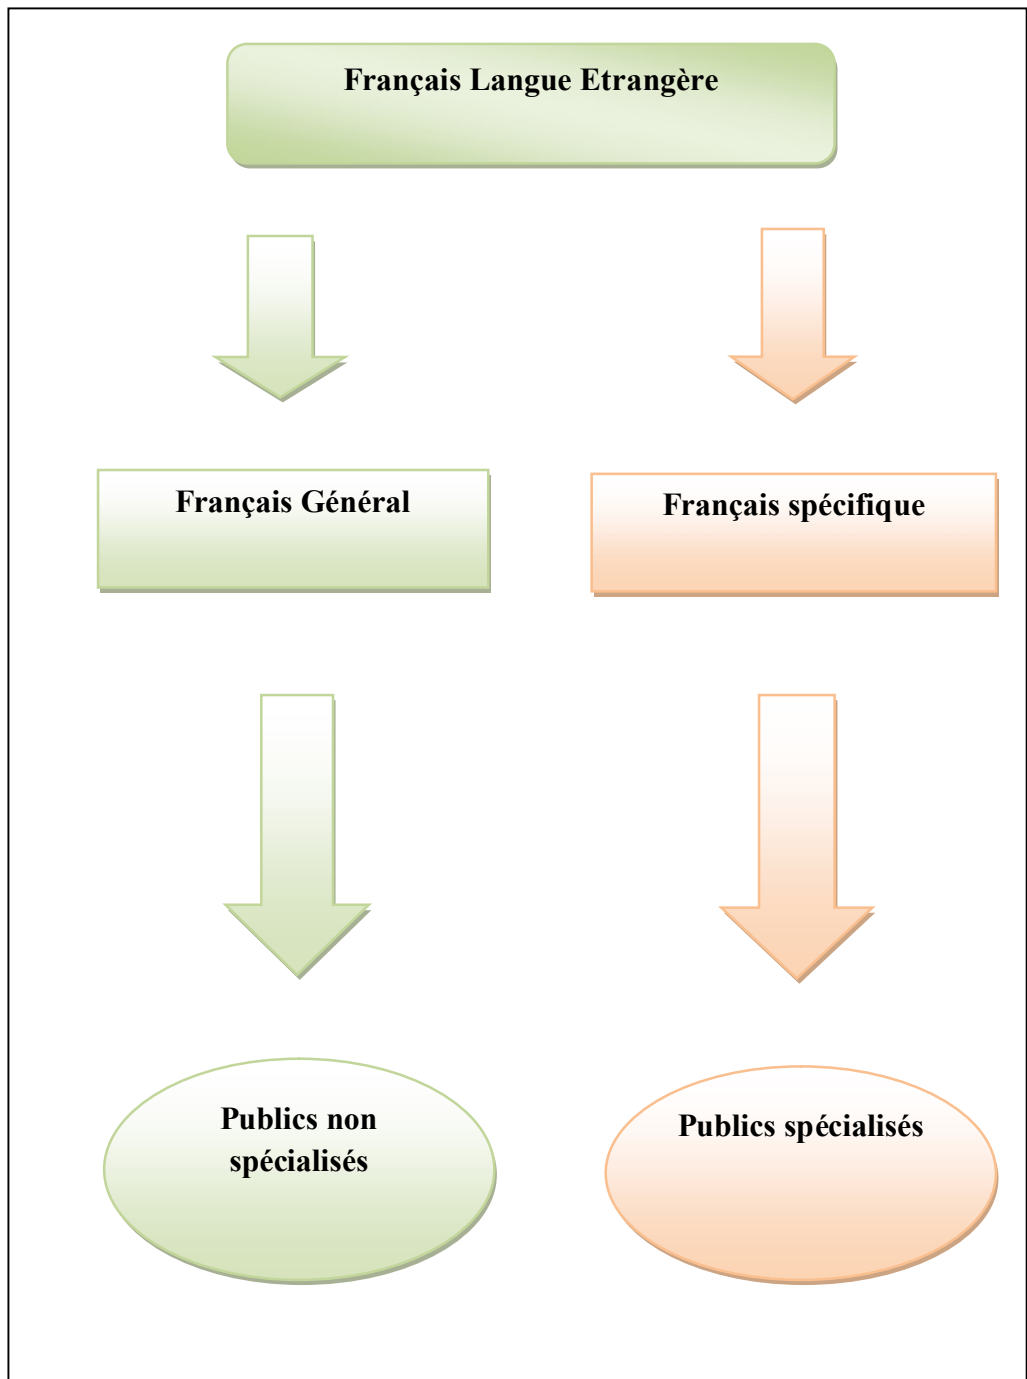 Français Langue Etrangère
Français Général
Français spécifique
Publics non
spécialisés
Publics spécialisés